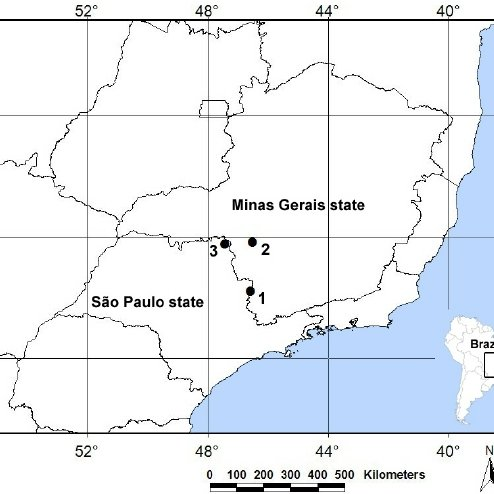 52° 48° 44° 40°
Minas Gerais state
3 2
São Paulo state 1
Braz
52° 48° 44° 40°
N
0 100 200 300 400 500 Kilometers